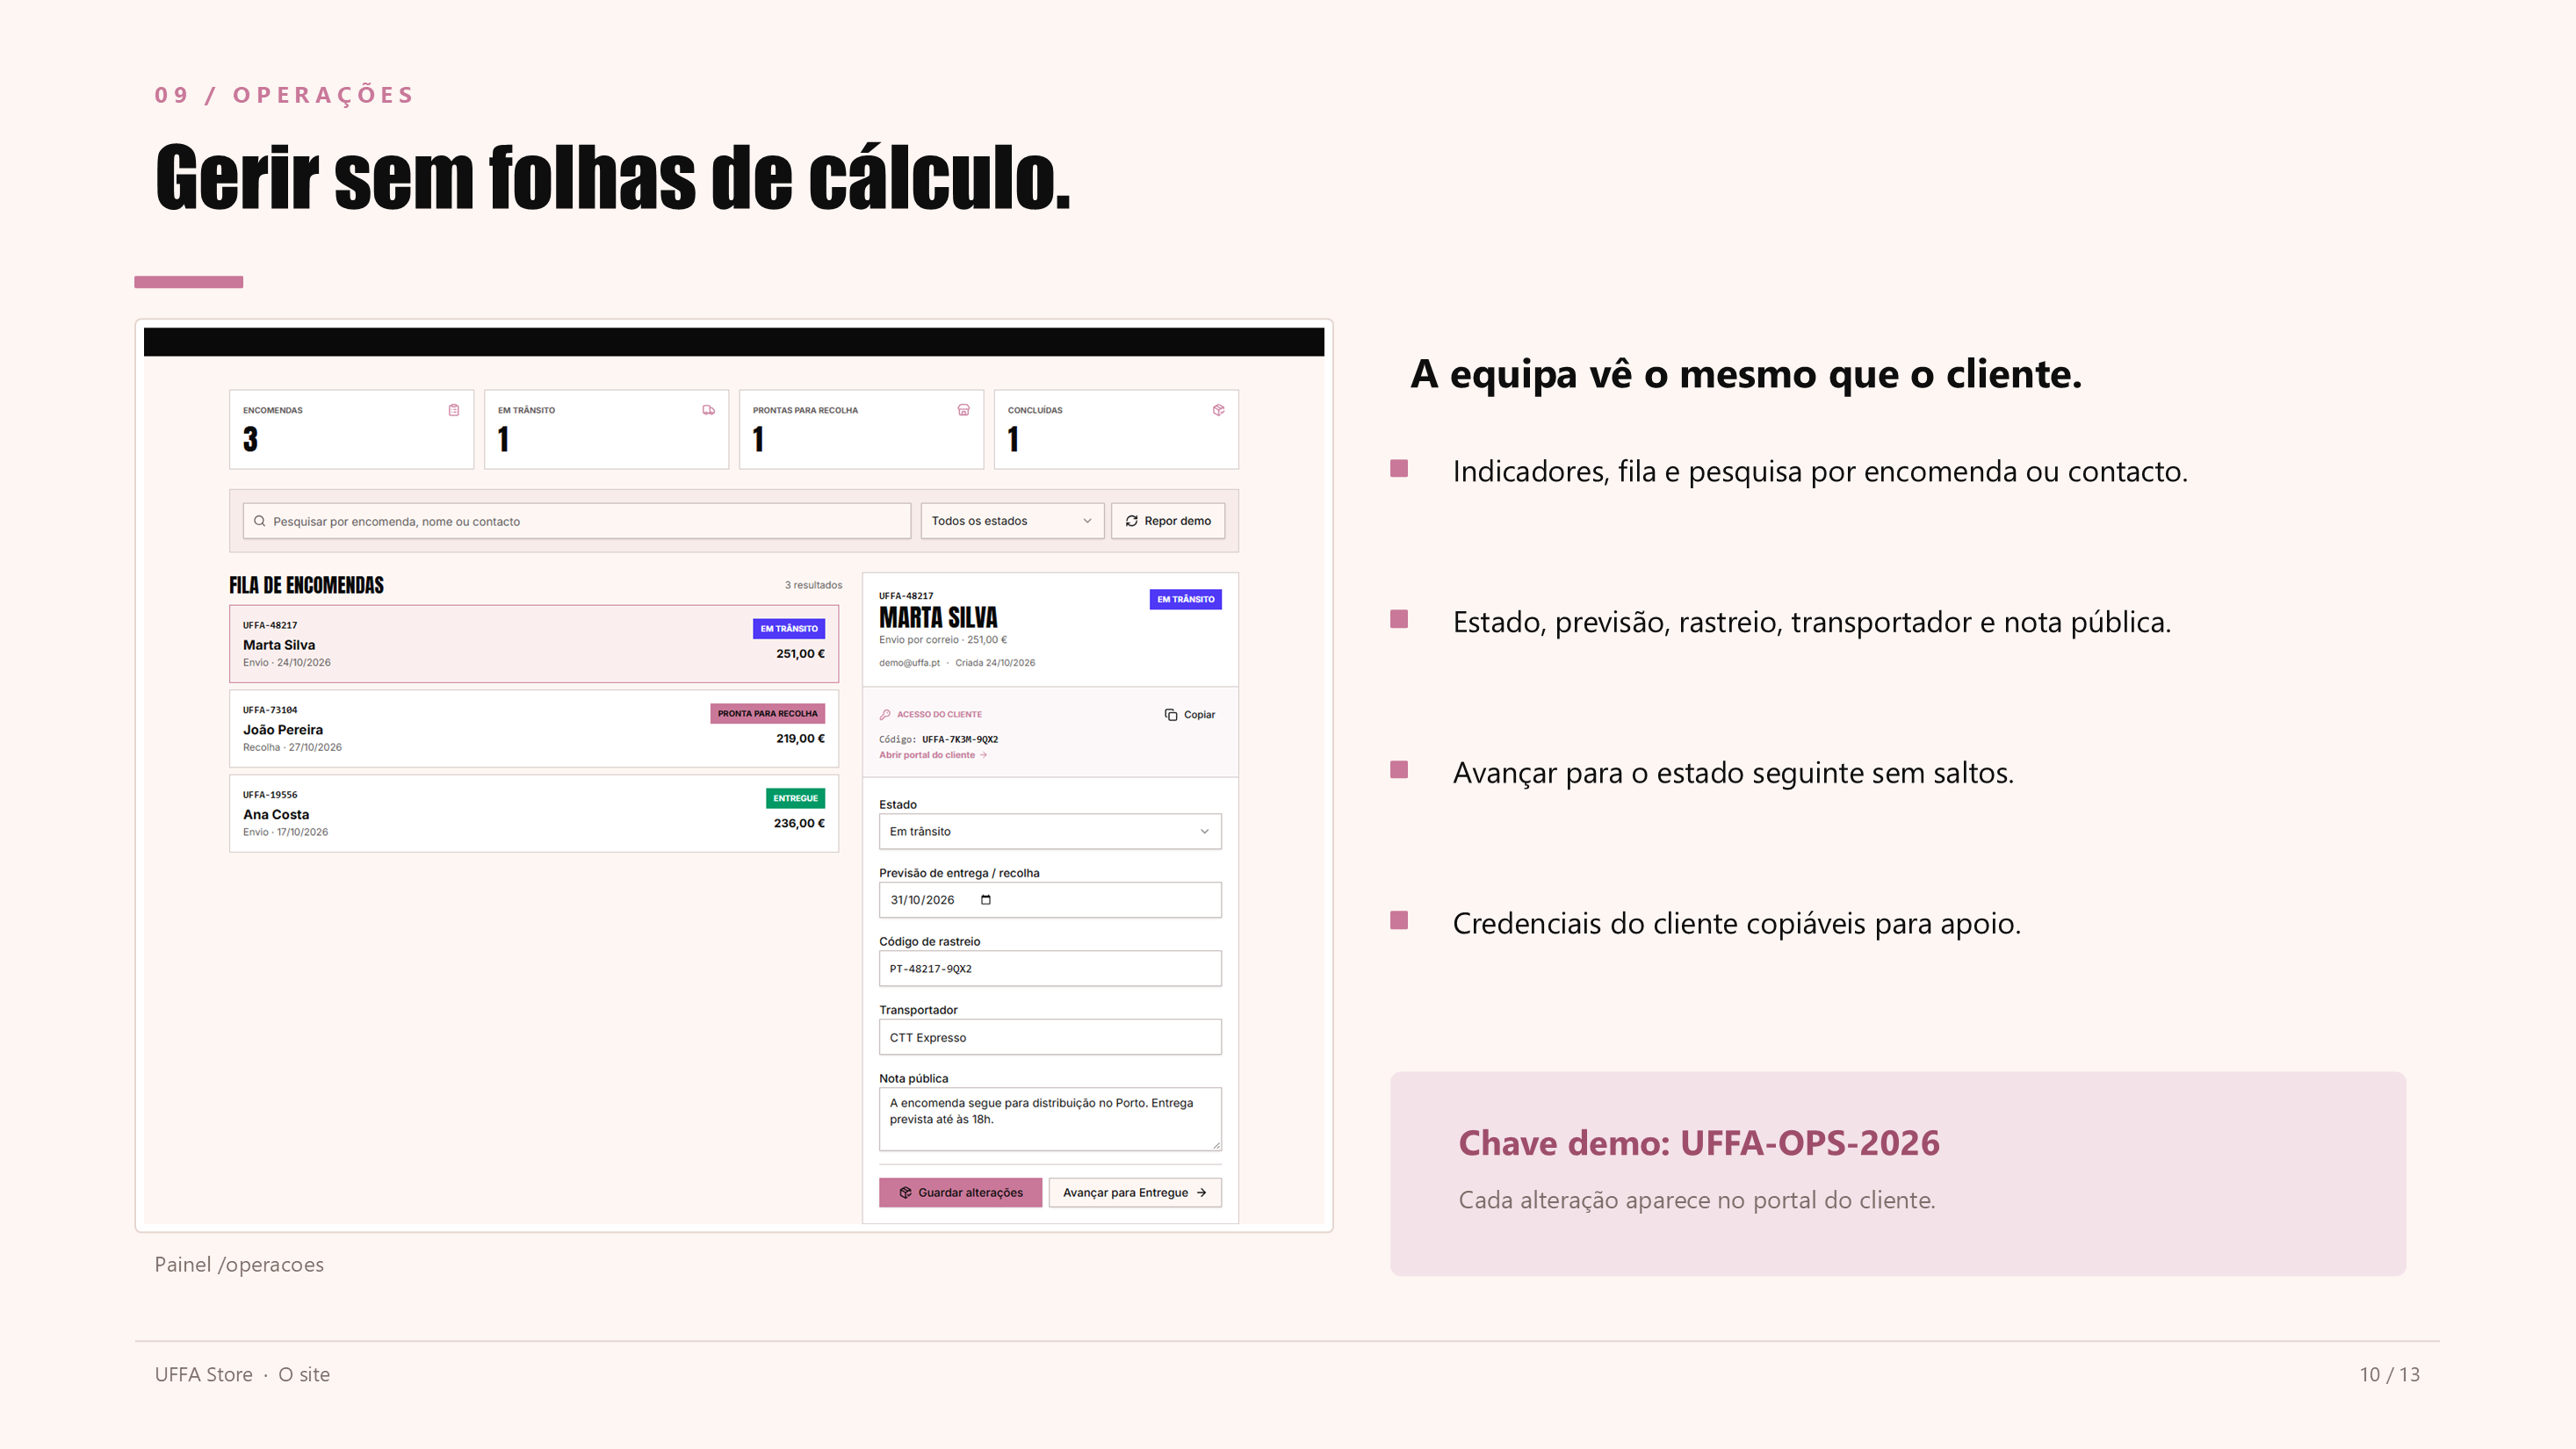 09 / OPERAÇÕES
Gerir sem folhas de cálculo.
ENCOMENDAS
3
EM TRÂNSITO
1
PRONTAS PARA RECOLHA
1
CONCLUÍDAS
1
Pesquisar por encomenda, nome ou contacto
Todos os estados
Repor demo
FILA DE ENCOMENDAS
3 resultados
UFFA-48217
EM TRÂNSITO
Marta Silva
251,00 €
Envio · 24/10/2026
UFFA-73104
PRONTA PARA RECOLHA
João Pereira
219,00 €
Recolha · 27/10/2026
UFFA-19556
ENTREGUE
Ana Costa
236,00 €
Envio · 17/10/2026
UFFA-48217
EM TRÂNSITO
MARTA SILVA
Envio por correio · 251,00 €
demo@uffa.pt · Criada 24/10/2026
ACESSO DO CLIENTE
Copiar
Código: UFFA-7K3M-9QX2
Abrir portal do cliente →
Estado
Em trânsito
Previsão de entrega / recolha
31/10/2026
Código de rastreio
PT-48217-9QX2
Transportador
CTT Expresso
Nota pública
A encomenda segue para distribuição no Porto. Entrega
prevista até às 18h.
Guardar alterações
Avançar para Entregue →
Painel /operacoes
A equipa vê o mesmo que o cliente.
Indicadores, fila e pesquisa por encomenda ou contacto.
Estado, previsão, rastreio, transportador e nota pública.
Avançar para o estado seguinte sem saltos.
Credenciais do cliente copiáveis para apoio.
Chave demo: UFFA-OPS-2026
Cada alteração aparece no portal do cliente.
UFFA Store · O site
10 / 13